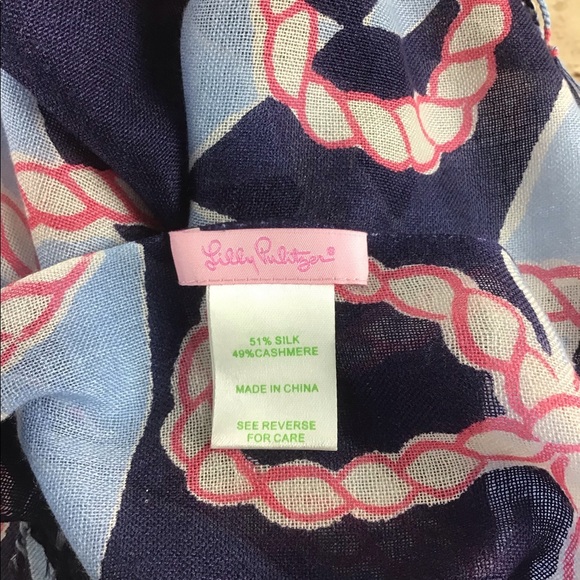 Lilly Pulitzer®
51% SILK
49%CASHMERE
MADE IN CHINA
SEE REVERSE
FOR CARE